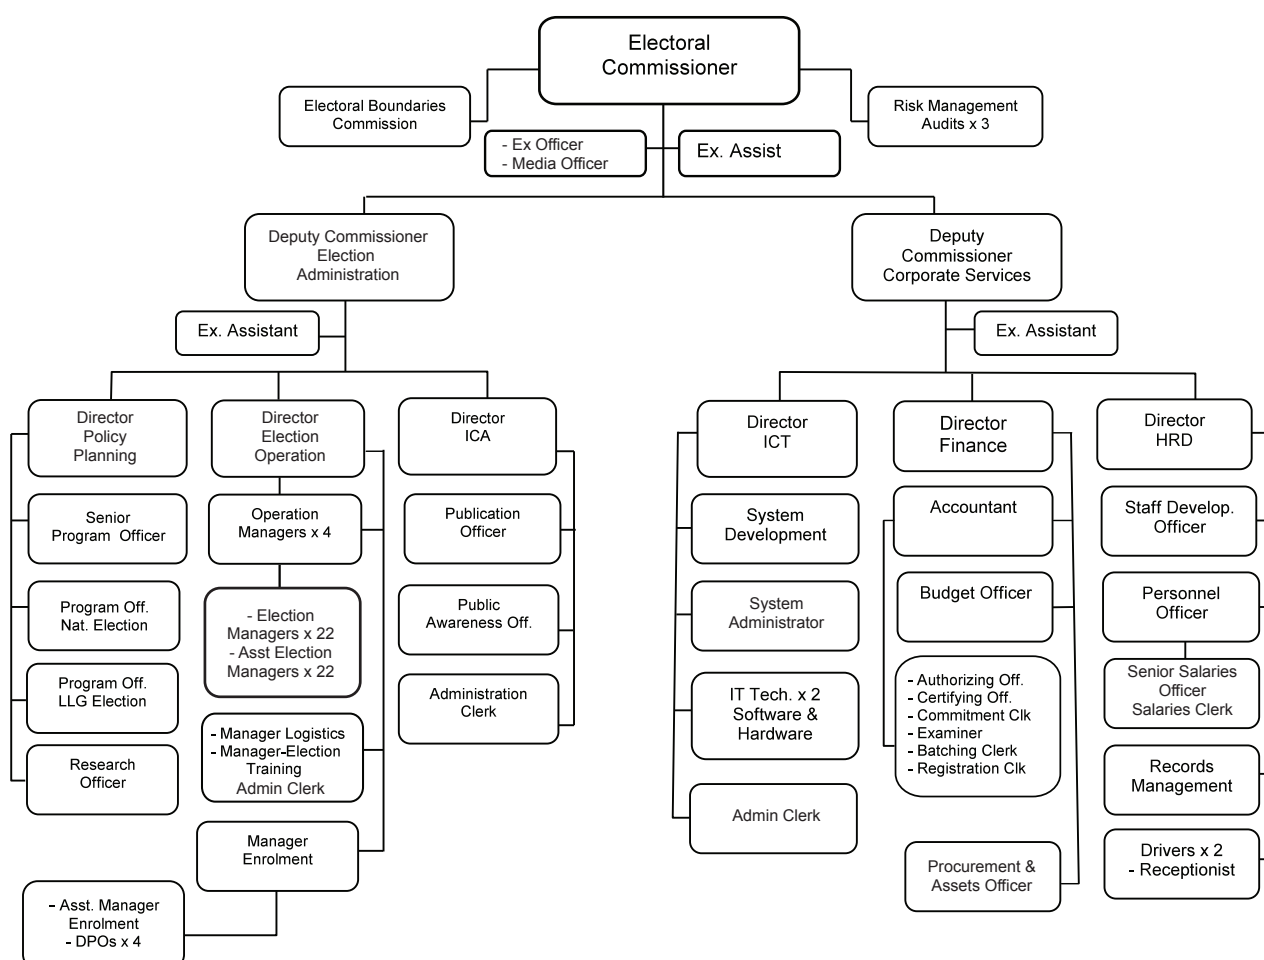 Electoral
Commissioner
Electoral Boundaries
Commission
Risk Management
Audits x 3
- Ex Officer
- Media Officer
Ex. Assist
Deputy Commissioner
Election
Administration
Deputy
Commissioner
Corporate Services
Ex. Assistant
Ex. Assistant
Director
Policy
Planning
Director
Election
Operation
Director
ICA
Director
ICT
Director
Finance
Director
HRD
Senior
Program Officer
Operation
Managers x 4
Publication
Officer
System
Development
Accountant
Staff Develop.
Officer
Program Off.
Nat. Election
- Election
Managers x 22
- Asst Election
Managers x 22
Public
Awareness Off.
System
Administrator
Budget Officer
Personnel
Officer
Program Off.
LLG Election
Administration
Clerk
IT Tech. x 2
Software &
Hardware
- Authorizing Off.
- Certifying Off.
- Commitment Clk
- Examiner
- Batching Clerk
- Registration Clk
Senior Salaries
Officer
Salaries Clerk
Research
Officer
- Manager Logistics
- Manager-Election
Training
Admin Clerk
Admin Clerk
Records
Management
Manager
Enrolment
Procurement &
Assets Officer
Drivers x 2
- Receptionist
- Asst. Manager
Enrolment
- DPOs x 4